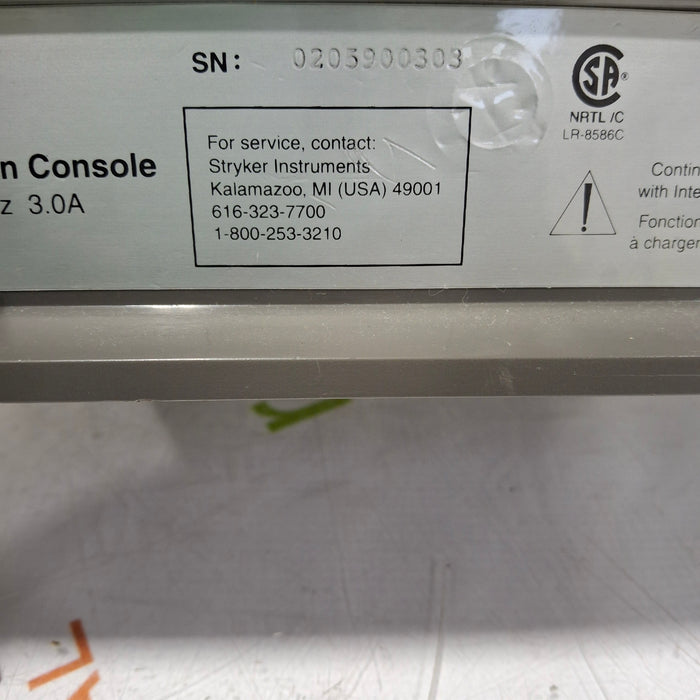 SN: 0205900303
SA
NRTL /C
LR-8586C
n Console
z 3.0A
For service, contact:
Stryker Instruments
Kalamazoo, MI (USA) 49001
616-323-7700
1-800-253-3210
!
Contin
with Inte
Fonction
à charger